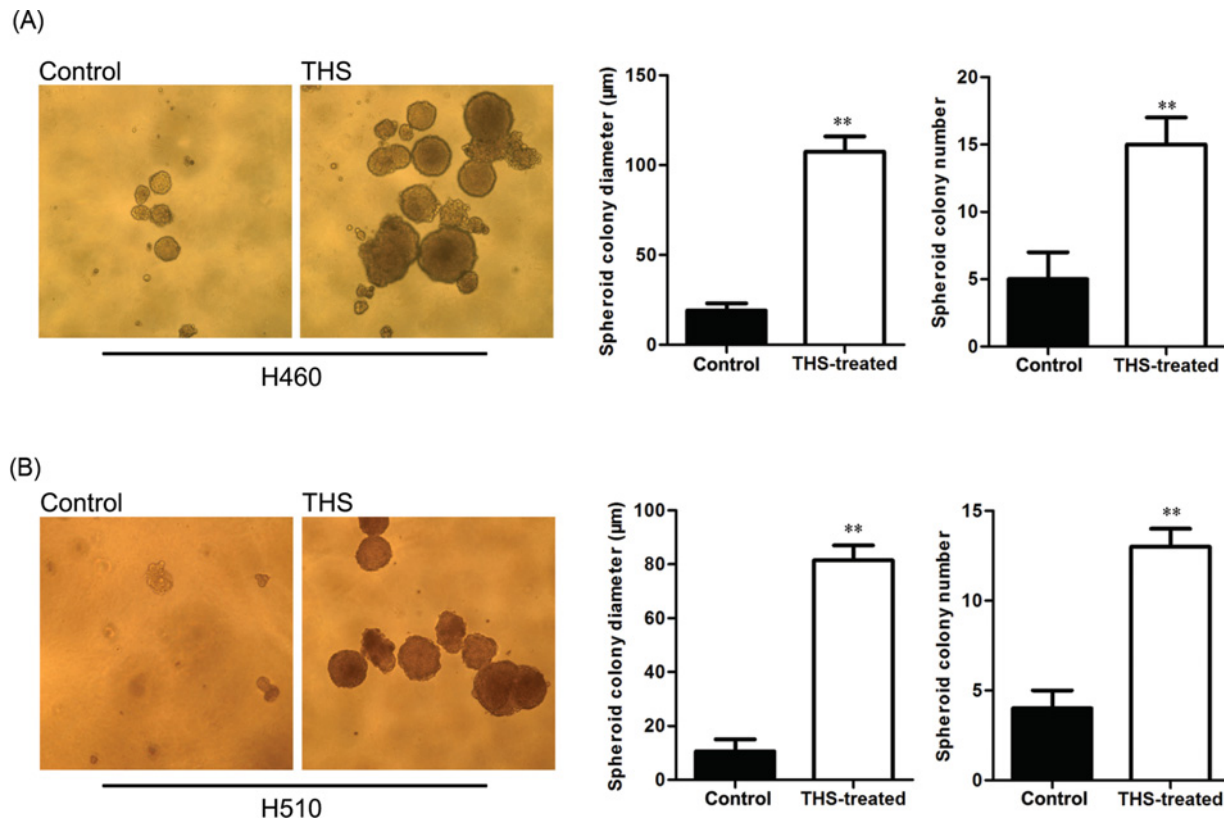 (A)
Control THS
H460
Spheroid colony diameter (µm)
150
100
50
0
**
Control THS-treated
Spheroid colony number
20
15
10
5
0
**
Control THS-treated
(B)
Control THS
H510
Spheroid colony diameter (µm)
100
80
60
40
20
0
**
Control THS-treated
Spheroid colony number
15
10
5
0
**
Control THS-treated